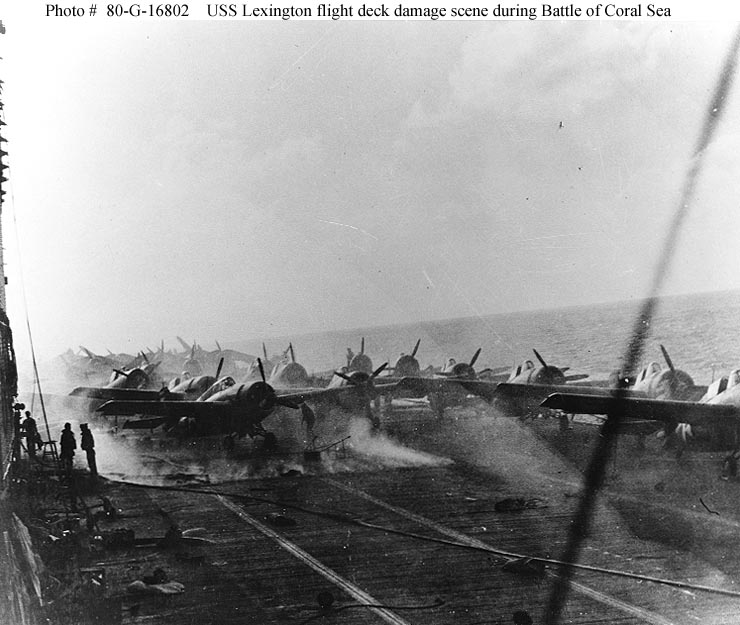 Photo # 80-G-16802 USS Lexington flight deck damage scene during Battle of Coral Sea